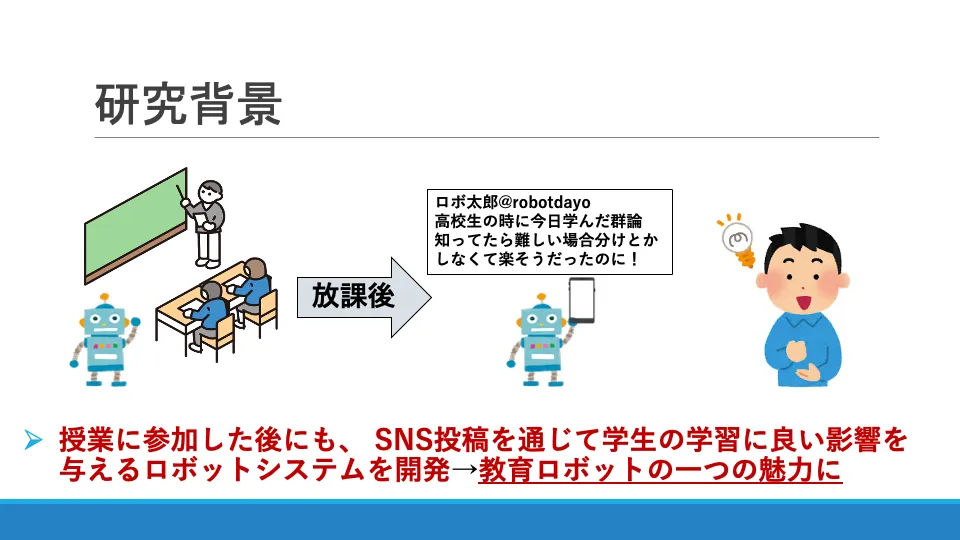 研究背景
ロボ太郎@robotdayo
高校生の時に今日学んだ群論
知ってたら難しい場合分けとか
しなくて楽そうだったのに！
放課後
➢ 授業に参加した後にも、 SNS投稿を通じて学生の学習に良い影響を
与えるロボットシステムを開発→教育ロボットの一つの魅力に